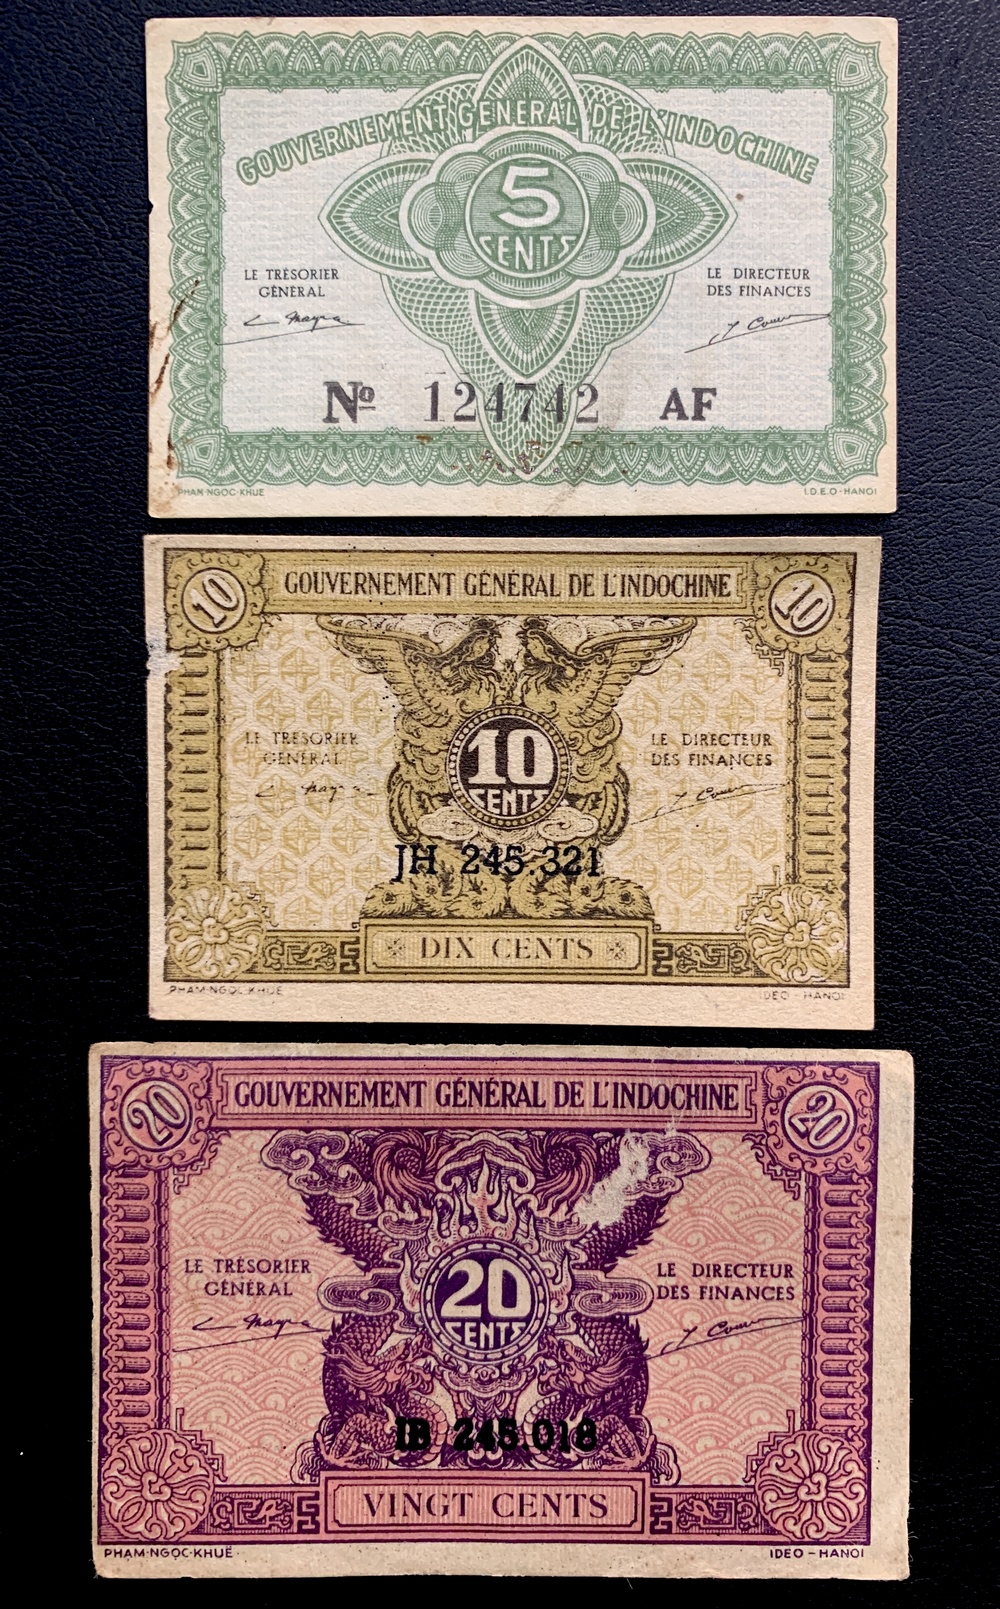 GOUVERNEMENT GÉNÉRAL DE L'INDOCHINE
5
CENTS
LE TRÉSORIER GÉNÉRAL
LE DIRECTEUR DES FINANCES
Nº 124742 AF
PHAM-NGOC-KHUE
I.D.E.O-HANOI
10
GOUVERNEMENT GÉNÉRAL DE L'INDOCHINE
10
10
CENTS
LE TRÉSORIER GÉNÉRAL
LE DIRECTEUR DES FINANCES
JH 245.321
DIX CENTS
PHAM-NGOC-KHUE
IDEO - HANOI
20
GOUVERNEMENT GÉNÉRAL DE L'INDOCHINE
20
20
CENTS
LE TRÉSORIER GÉNÉRAL
LE DIRECTEUR DES FINANCES
245.018
VINGT CENTS
PHẠM-NGỌC-KHUÊ
IDEO - HANOI